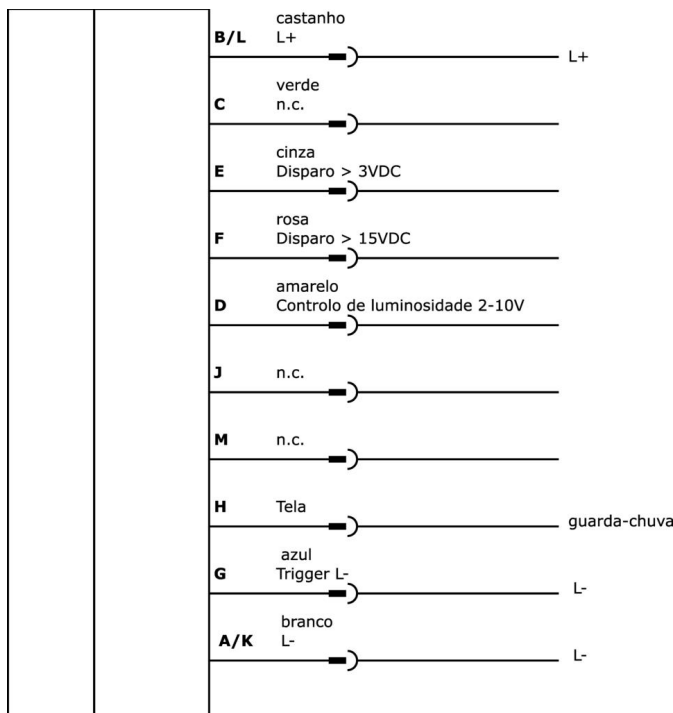 castanho
B/L L+
L+
verde
C n.c.
cinza
E Disparo > 3VDC
rosa
F Disparo > 15VDC
amarelo
D Controlo de luminosidade 2-10V
J n.c.
M n.c.
H Tela
guarda-chuva
azul
G Trigger L-
L-
branco
A/K L-
L-